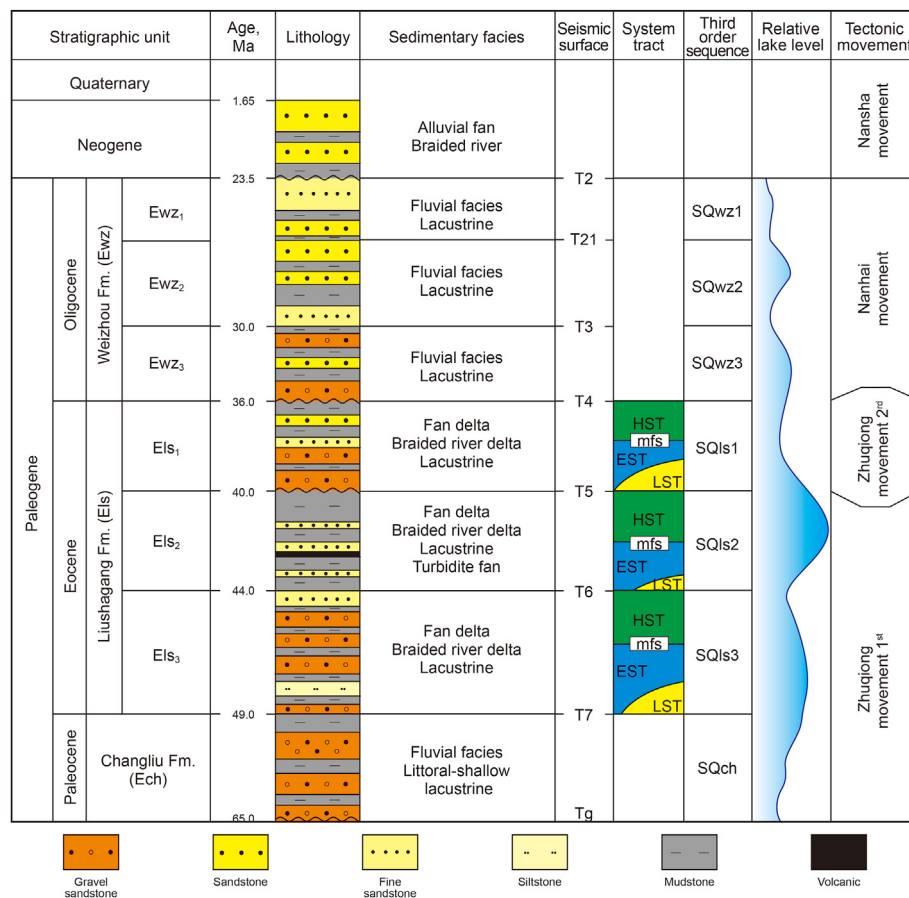 Stratigraphic unit
Age,
Ma
Lithology
Sedimentary facies
Seismic
surface
System
tract
Third
order
sequence
Relative
lake level
Tectonic
movement
Quaternary
1.65
Neogene
Alluvial fan
Braided river
Nansha
movement
23.5
T2
Paleogene
Oligocene
Weizhou Fm. (Ewz)
Ewz1
Fluvial facies
Lacustrine
SQwz1
T21
Ewz2
Fluvial facies
Lacustrine
SQwz2
Nanhai
movement
30.0
T3
Ewz3
Fluvial facies
Lacustrine
SQwz3
36.0
T4
Eocene
Liushagang Fm. (Els)
Els1
Fan delta
Braided river delta
Lacustrine
HST
mfs
EST
LST
SQls1
Zhuqiong
movement 2rd
40.0
T5
Els2
Fan delta
Braided river delta
Lacustrine
Turbidite fan
HST
mfs
EST
LST
SQls2
44.0
T6
Els3
Fan delta
Braided river delta
Lacustrine
HST
mfs
EST
LST
SQls3
Zhuqiong
movement 1st
49.0
T7
Paleocene
Changliu Fm.
(Ech)
Fluvial facies
Littoral-shallow
lacustrine
SQch
65.0
Tg
Gravel
sandstone
Sandstone
Fine
sandstone
Siltstone
Mudstone
Volcanic